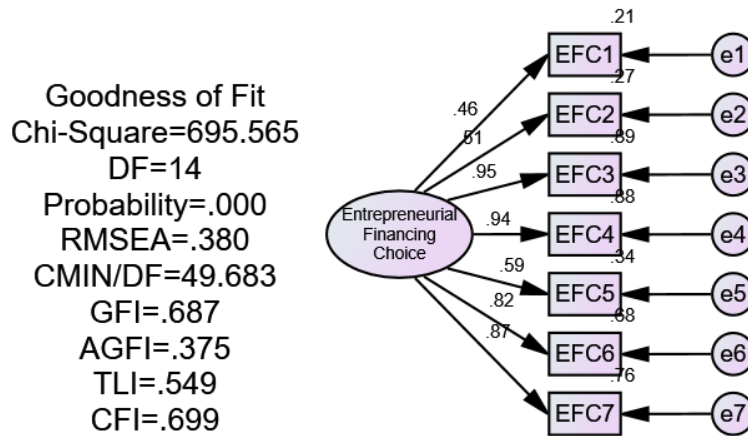 Goodness of Fit
Chi-Square=695.565
DF=14
Probability=.000
RMSEA=.380
CMIN/DF=49.683
GFI=.687
AGFI=.375
TLI=.549
CFI=.699
Entrepreneurial
Financing
Choice
.46
.51
.95
.94
.59
.82
.87
.21
EFC1
e1
.27
EFC2
e2
.89
EFC3
e3
.88
EFC4
e4
.34
EFC5
e5
.68
EFC6
e6
.76
EFC7
e7